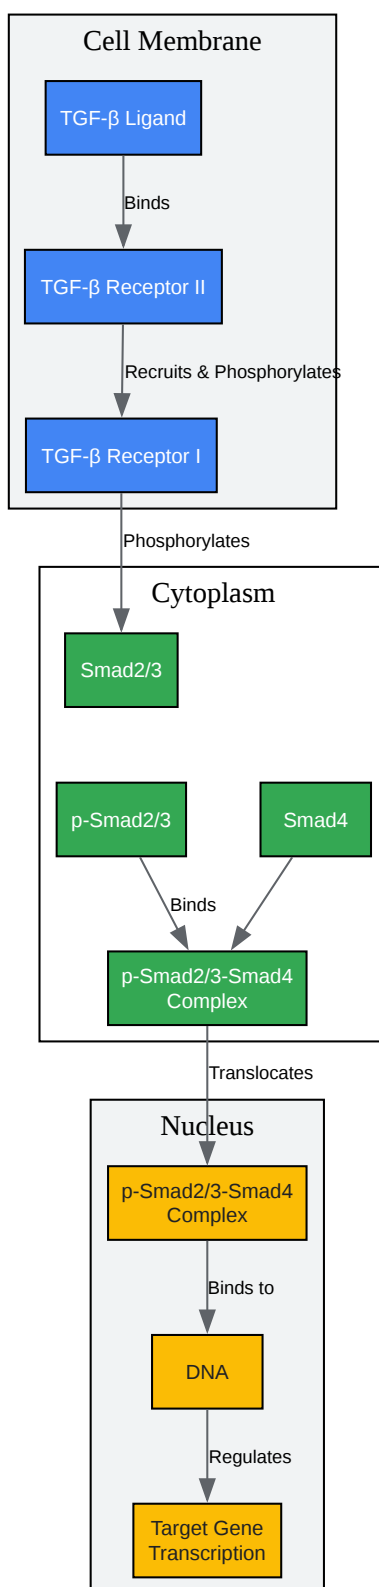 Cell Membrane
TGF-β Ligand
Binds
TGF-β Receptor II
Recruits & Phosphorylates
TGF-β Receptor I
Phosphorylates
Cytoplasm
Smad2/3
p-Smad2/3
Smad4
Binds
p-Smad2/3-Smad4
Complex
Translocates
Nucleus
p-Smad2/3-Smad4
Complex
Binds to
DNA
Regulates
Target Gene
Transcription